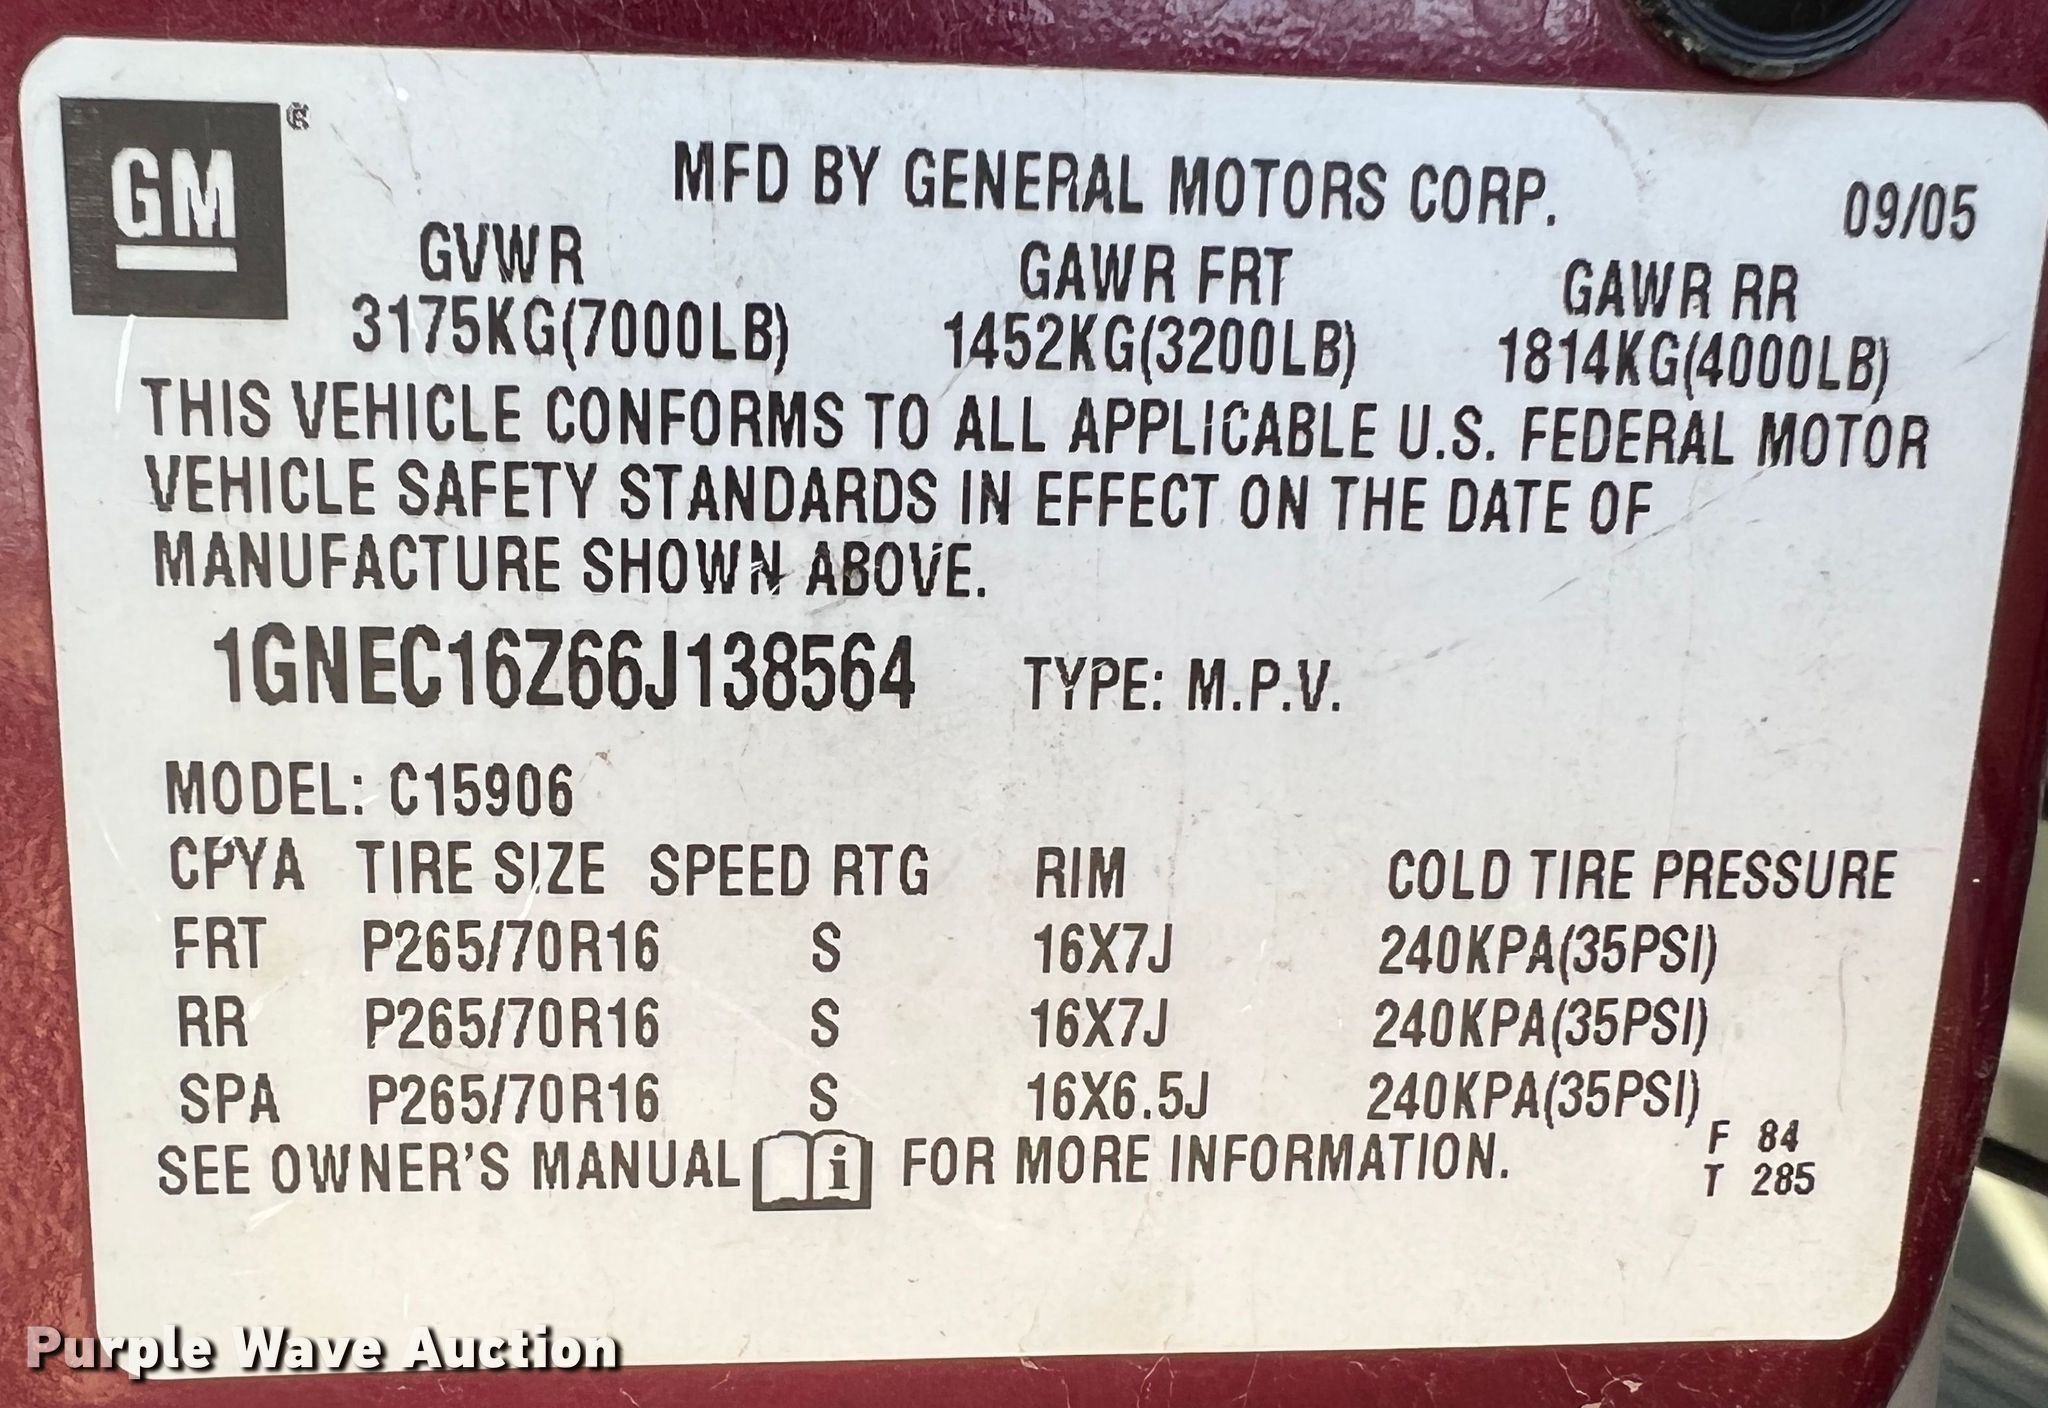 GM®
MFD BY GENERAL MOTORS CORP. 09/05
GVWR GAWR FRT GAWR RR
3175KG(7000LB) 1452KG(3200LB) 1814KG(4000LB)
THIS VEHICLE CONFORMS TO ALL APPLICABLE U.S. FEDERAL MOTOR
VEHICLE SAFETY STANDARDS IN EFFECT ON THE DATE OF
MANUFACTURE SHOWN ABOVE.
1GNEC16Z66J138564 TYPE: M.P.V.
MODEL: C15906
CPYA TIRE SIZE SPEED RTG RIM COLD TIRE PRESSURE
FRT P265/70R16 S 16X7J 240KPA(35PSI)
RR P265/70R16 S 16X7J 240KPA(35PSI)
SPA P265/70R16 S 16X6.5J 240KPA(35PSI)
SEE OWNER'S MANUAL i FOR MORE INFORMATION.
F 84
T 285
Purple Wave Auction